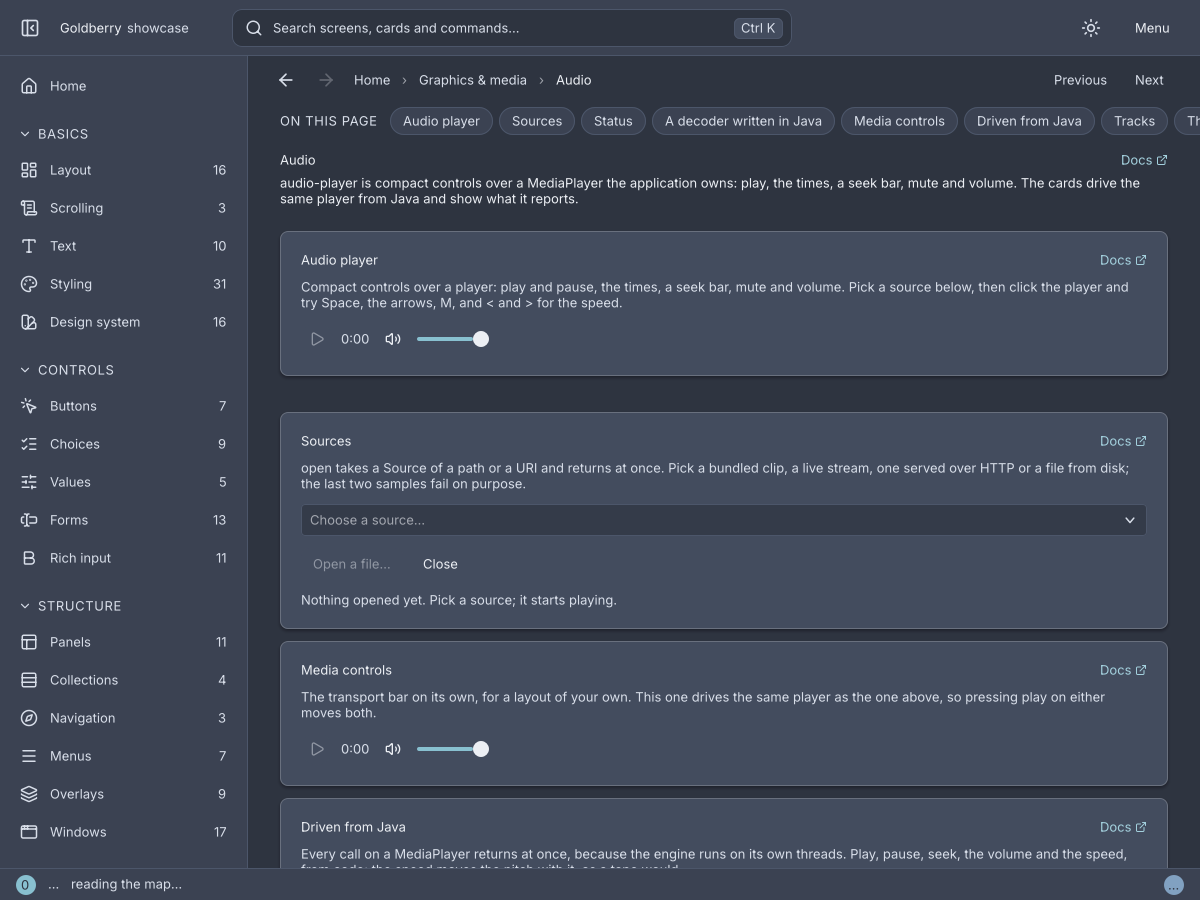 Goldberry showcase
Search screens, cards and commands...
Ctrl K
Menu
Home
BASICS
Layout 16
Scrolling 3
Text 10
Styling 31
Design system 16
CONTROLS
Buttons 7
Choices 9
Values 5
Forms 13
Rich input 11
STRUCTURE
Panels 11
Collections 4
Navigation 3
Menus 7
Overlays 9
Windows 17
Home › Graphics & media › Audio
Previous Next
ON THIS PAGE Audio player Sources Status A decoder written in Java Media controls Driven from Java Tracks Th
Audio Docs
audio-player is compact controls over a MediaPlayer the application owns: play, the times, a seek bar, mute and volume. The cards drive the
same player from Java and show what it reports.
Audio player Docs
Compact controls over a player: play and pause, the times, a seek bar, mute and volume. Pick a source below, then click the player and
try Space, the arrows, M, and < and > for the speed.
0:00
Sources Docs
open takes a Source of a path or a URI and returns at once. Pick a bundled clip, a live stream, one served over HTTP or a file from disk;
the last two samples fail on purpose.
Choose a source...
Open a file... Close
Nothing opened yet. Pick a source; it starts playing.
Media controls Docs
The transport bar on its own, for a layout of your own. This one drives the same player as the one above, so pressing play on either
moves both.
0:00
Driven from Java Docs
Every call on a MediaPlayer returns at once, because the engine runs on its own threads. Play, pause, seek, the volume and the speed,
from code; the speed moves the pitch with it, as a tape would.
0 ... reading the map... ...